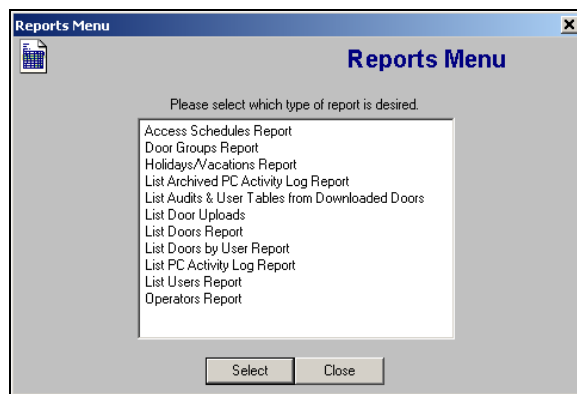 Reports Menu
Reports Menu
Please select which type of report is desired.
Access Schedules Report
Door Groups Report
Holidays/Vacations Report
List Archived PC Activity Log Report
List Audits & User Tables from Downloaded Doors
List Door Uploads
List Doors Report
List Doors by User Report
List PC Activity Log Report
List Users Report
Operators Report
Select Close